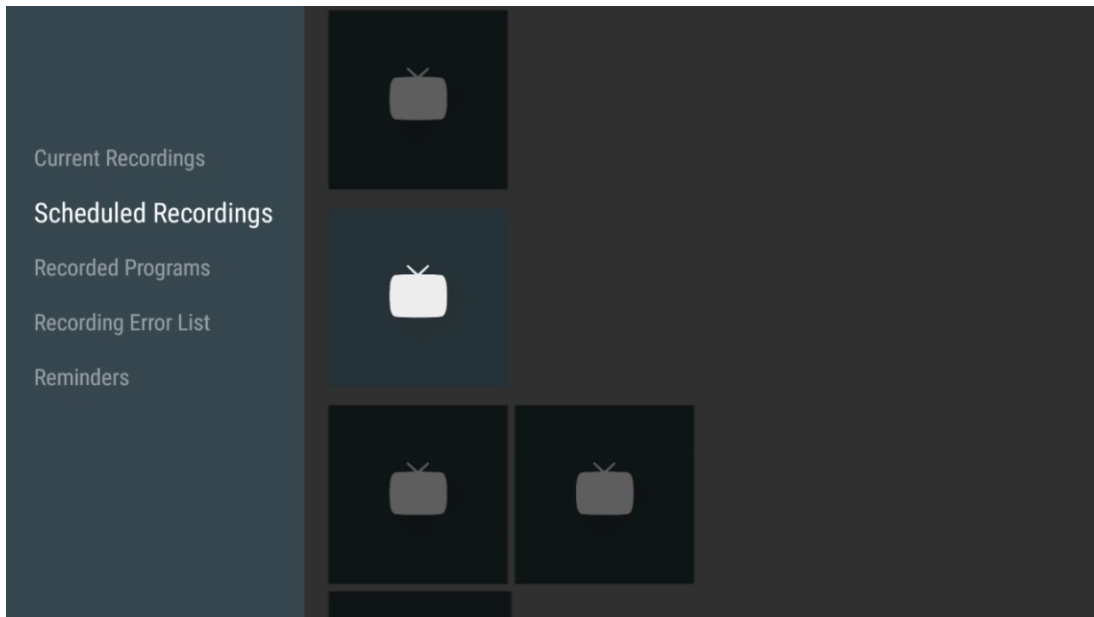 Current Recordings
Scheduled Recordings
Recorded Programs
Recording Error List
Reminders